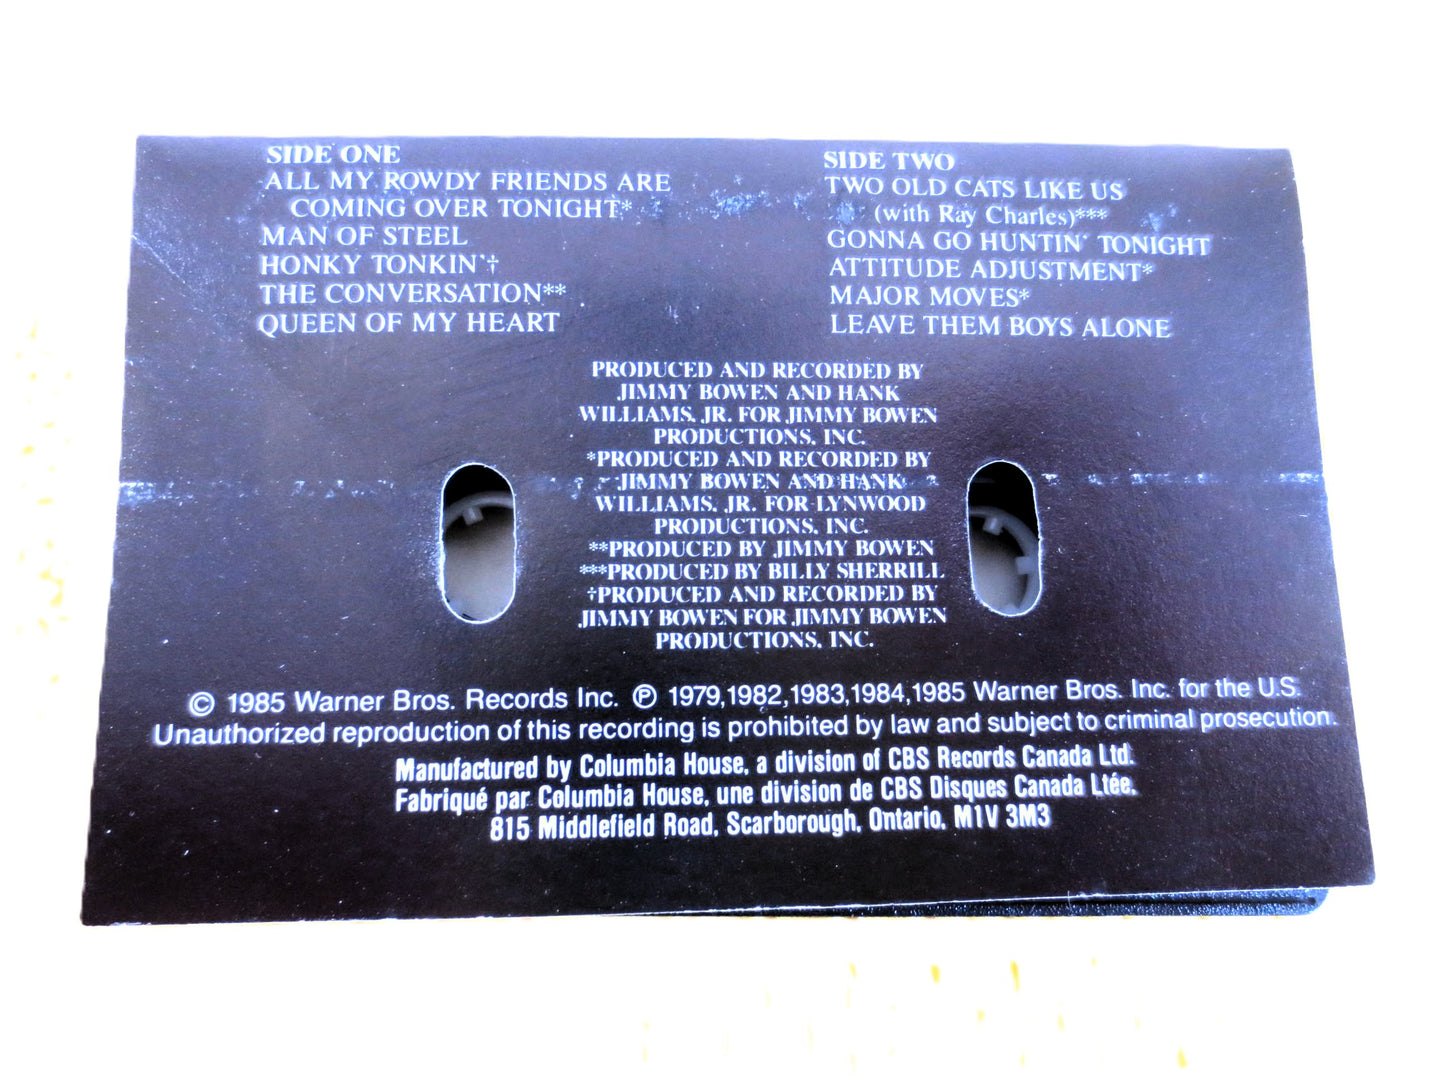 SIDE ONE
ALL MY ROWDY FRIENDS ARE
COMING OVER TONIGHT*
MAN OF STEEL
HONKY TONKIN'†
THE CONVERSATION**
QUEEN OF MY HEART
SIDE TWO
TWO OLD CATS LIKE US
(with Ray Charles)***
GONNA GO HUNTIN' TONIGHT
ATTITUDE ADJUSTMENT*
MAJOR MOVES*
LEAVE THEM BOYS ALONE
PRODUCED AND RECORDED BY
JIMMY BOWEN AND HANK
WILLIAMS, JR. FOR JIMMY BOWEN
PRODUCTIONS, INC.
*PRODUCED AND RECORDED BY
JIMMY BOWEN AND HANK
WILLIAMS, JR. FOR LYNWOOD
PRODUCTIONS, INC.
**PRODUCED BY JIMMY BOWEN
***PRODUCED BY BILLY SHERRILL
†PRODUCED AND RECORDED BY
JIMMY BOWEN FOR JIMMY BOWEN
PRODUCTIONS, INC.
© 1985 Warner Bros. Records Inc. ℗ 1979,1982,1983,1984,1985 Warner Bros. Inc. for the U.S.
Unauthorized reproduction of this recording is prohibited by law and subject to criminal prosecution.
Manufactured by Columbia House, a division of CBS Records Canada Ltd.
Fabriqué par Columbia House, une division de CBS Disques Canada Ltée.
815 Middlefield Road, Scarborough, Ontario, M1V 3M3